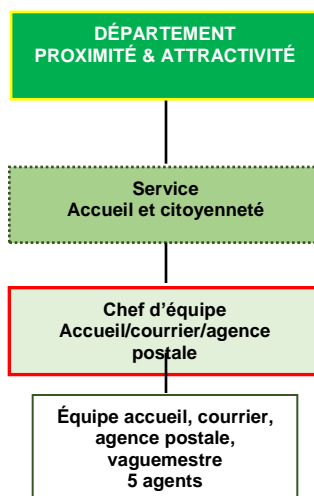 DÉPARTEMENT
PROXIMITÉ & ATTRACTIVITÉ
Service
Accueil et citoyenneté
Chef d'équipe
Accueil/courrier/agence
postale
Équipe accueil, courrier,
agence postale,
vaguemestre
5 agents